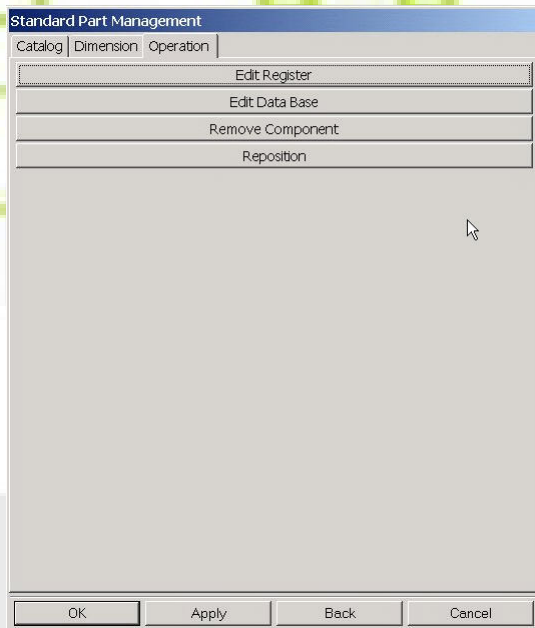 Standard Part Management
Catalog Dimension Operation
Edit Register
Edit Data Base
Remove Component
Reposition
OK Apply Back Cancel